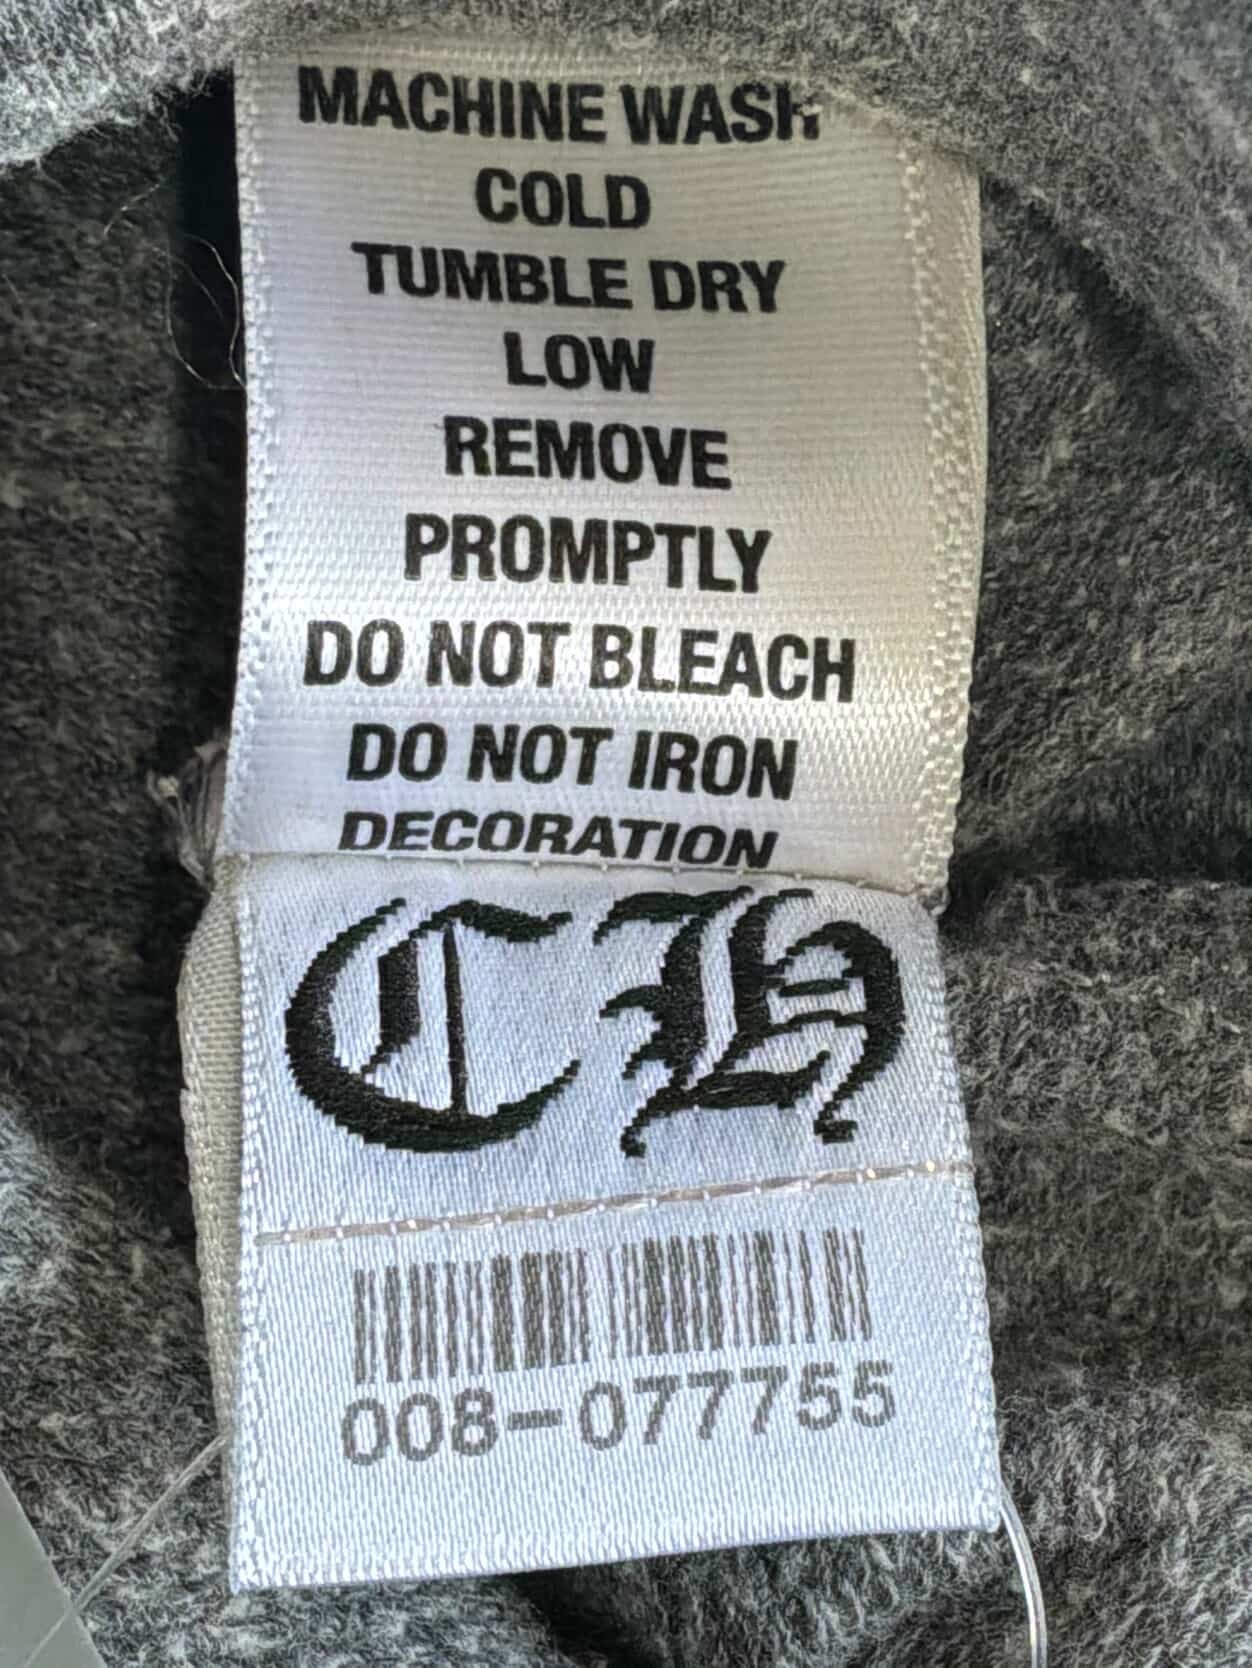 MACHINE WASH
COLD
TUMBLE DRY
LOW
REMOVE
PROMPTLY
DO NOT BLEACH
DO NOT IRON
DECORATION
CH
008-077755